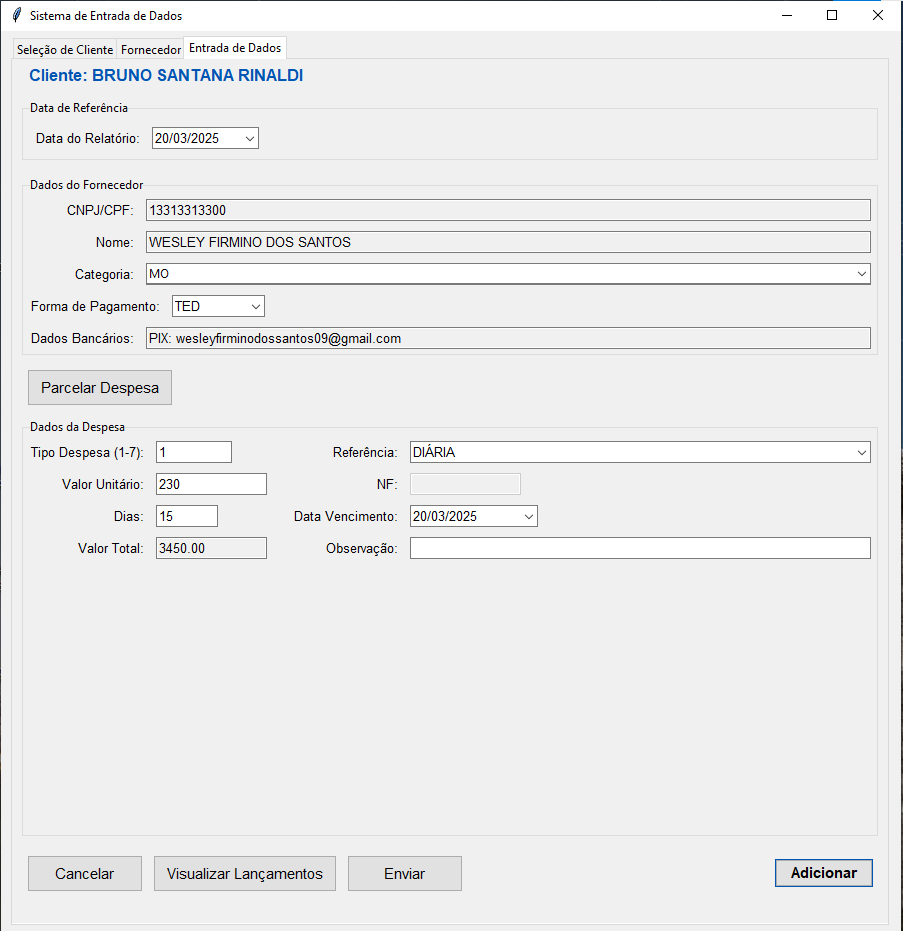 Sistema de Entrada de Dados
Seleção de Cliente Fornecedor Entrada de Dados
Cliente: BRUNO SANTANA RINALDI
Data de Referência
Data do Relatório: 20/03/2025
Dados do Fornecedor
CNPJ/CPF: 13313313300
Nome: WESLEY FIRMINO DOS SANTOS
Categoria: MO
Forma de Pagamento: TED
Dados Bancários: PIX: wesleyfirminodossantos09@gmail.com
Parcelar Despesa
Dados da Despesa
Tipo Despesa (1-7): 1 Referência: DIÁRIA
Valor Unitário: 230 NF:
Dias: 15 Data Vencimento: 20/03/2025
Valor Total: 3450.00 Observação:
Cancelar Visualizar Lançamentos Enviar Adicionar